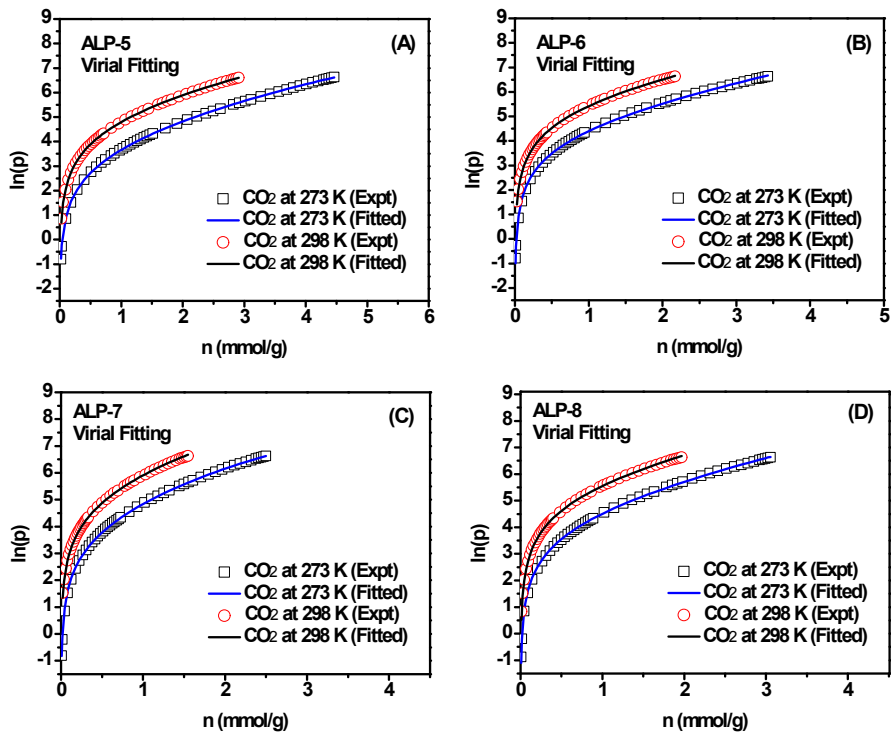 ALP-5
Virial Fitting
(A)
ln(p)
9
8
7
6
5
4
3
2
1
0
-1
-2
CO2 at 273 K (Expt)
CO2 at 273 K (Fitted)
CO2 at 298 K (Expt)
CO2 at 298 K (Fitted)
0 1 2 3 4 5 6
n (mmol/g)
ALP-6
Virial Fitting
(B)
ln(p)
9
8
7
6
5
4
3
2
1
0
-1
-2
CO2 at 273 K (Expt)
CO2 at 273 K (Fitted)
CO2 at 298 K (Expt)
CO2 at 298 K (Fitted)
0 1 2 3 4 5
n (mmol/g)
ALP-7
Virial Fitting
(C)
ln(p)
9
8
7
6
5
4
3
2
1
0
-1
CO2 at 273 K (Expt)
CO2 at 273 K (Fitted)
CO2 at 298 K (Expt)
CO2 at 298 K (Fitted)
0 1 2 3 4
n (mmol/g)
ALP-8
Virial Fitting
(D)
ln(p)
9
8
7
6
5
4
3
2
1
0
-1
CO2 at 273 K (Expt)
CO2 at 273 K (Fitted)
CO2 at 298 K (Expt)
CO2 at 298 K (Fitted)
0 1 2 3 4
n (mmol/g)